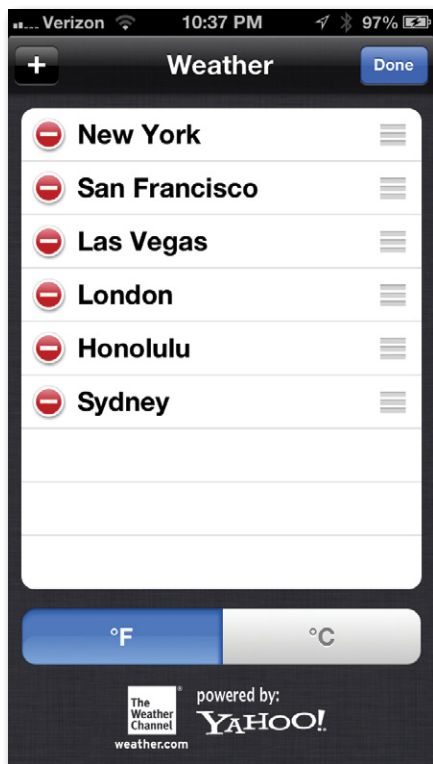 Verizon 10:37 PM 97%
+ Weather Done
New York
San Francisco
Las Vegas
London
Honolulu
Sydney
°F °C
The
Weather
Channel
weather.com
powered by:
YAHOO!